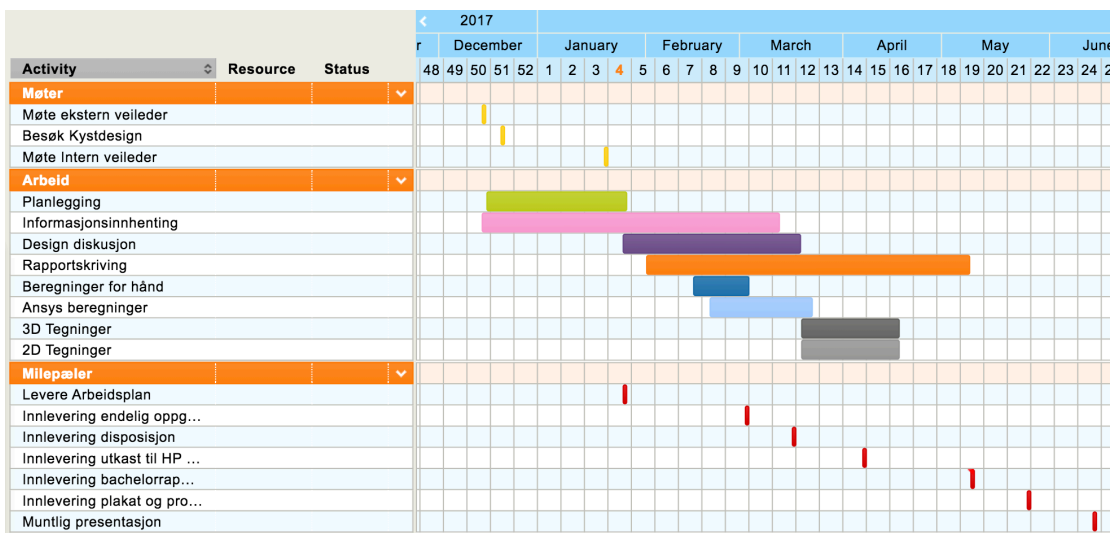 2017
r December January February March April May June
Activity Resource Status 48 49 50 51 52 1 2 3 4 5 6 7 8 9 10 11 12 13 14 15 16 17 18 19 20 21 22 23 24 2
Møter
Møte ekstern veileder
Besøk Kystdesign
Møte Intern veileder
Arbeid
Planlegging
Informasjonsinnhenting
Design diskusjon
Rapportskriving
Beregninger for hånd
Ansys beregninger
3D Tegninger
2D Tegninger
Milepæler
Levere Arbeidsplan
Innlevering endelig oppg...
Innlevering disposisjon
Innlevering utkast til HP ...
Innlevering bachelorrap...
Innlevering plakat og pro...
Muntlig presentasjon